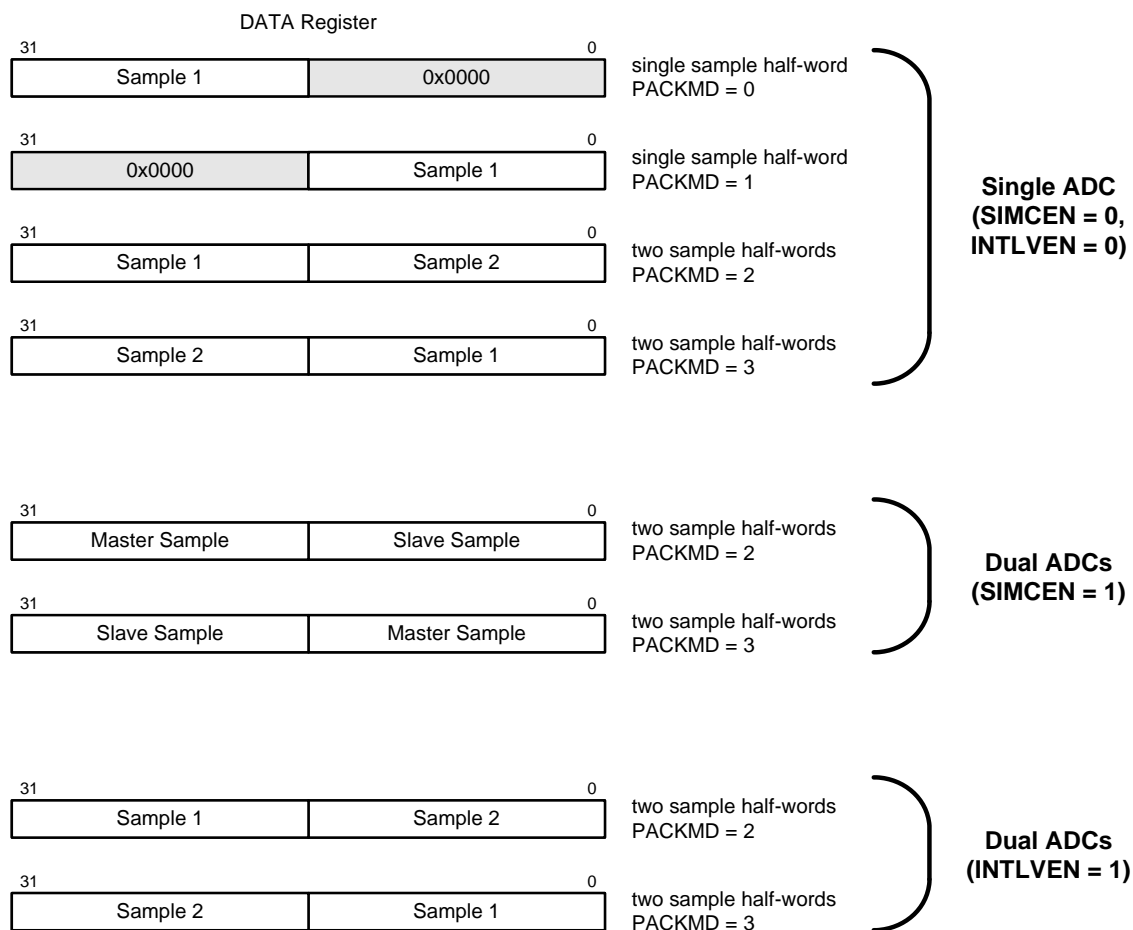 DATA Register
31 0
Sample 1 0x0000
single sample half-word
PACKMD = 0
31 0
0x0000 Sample 1
single sample half-word
PACKMD = 1
31 0
Sample 1 Sample 2
two sample half-words
PACKMD = 2
31 0
Sample 2 Sample 1
two sample half-words
PACKMD = 3
Single ADC
(SIMCEN = 0,
INTLVEN = 0)
31 0
Master Sample Slave Sample
two sample half-words
PACKMD = 2
31 0
Slave Sample Master Sample
two sample half-words
PACKMD = 3
Dual ADCs
(SIMCEN = 1)
31 0
Sample 1 Sample 2
two sample half-words
PACKMD = 2
31 0
Sample 2 Sample 1
two sample half-words
PACKMD = 3
Dual ADCs
(INTLVEN = 1)